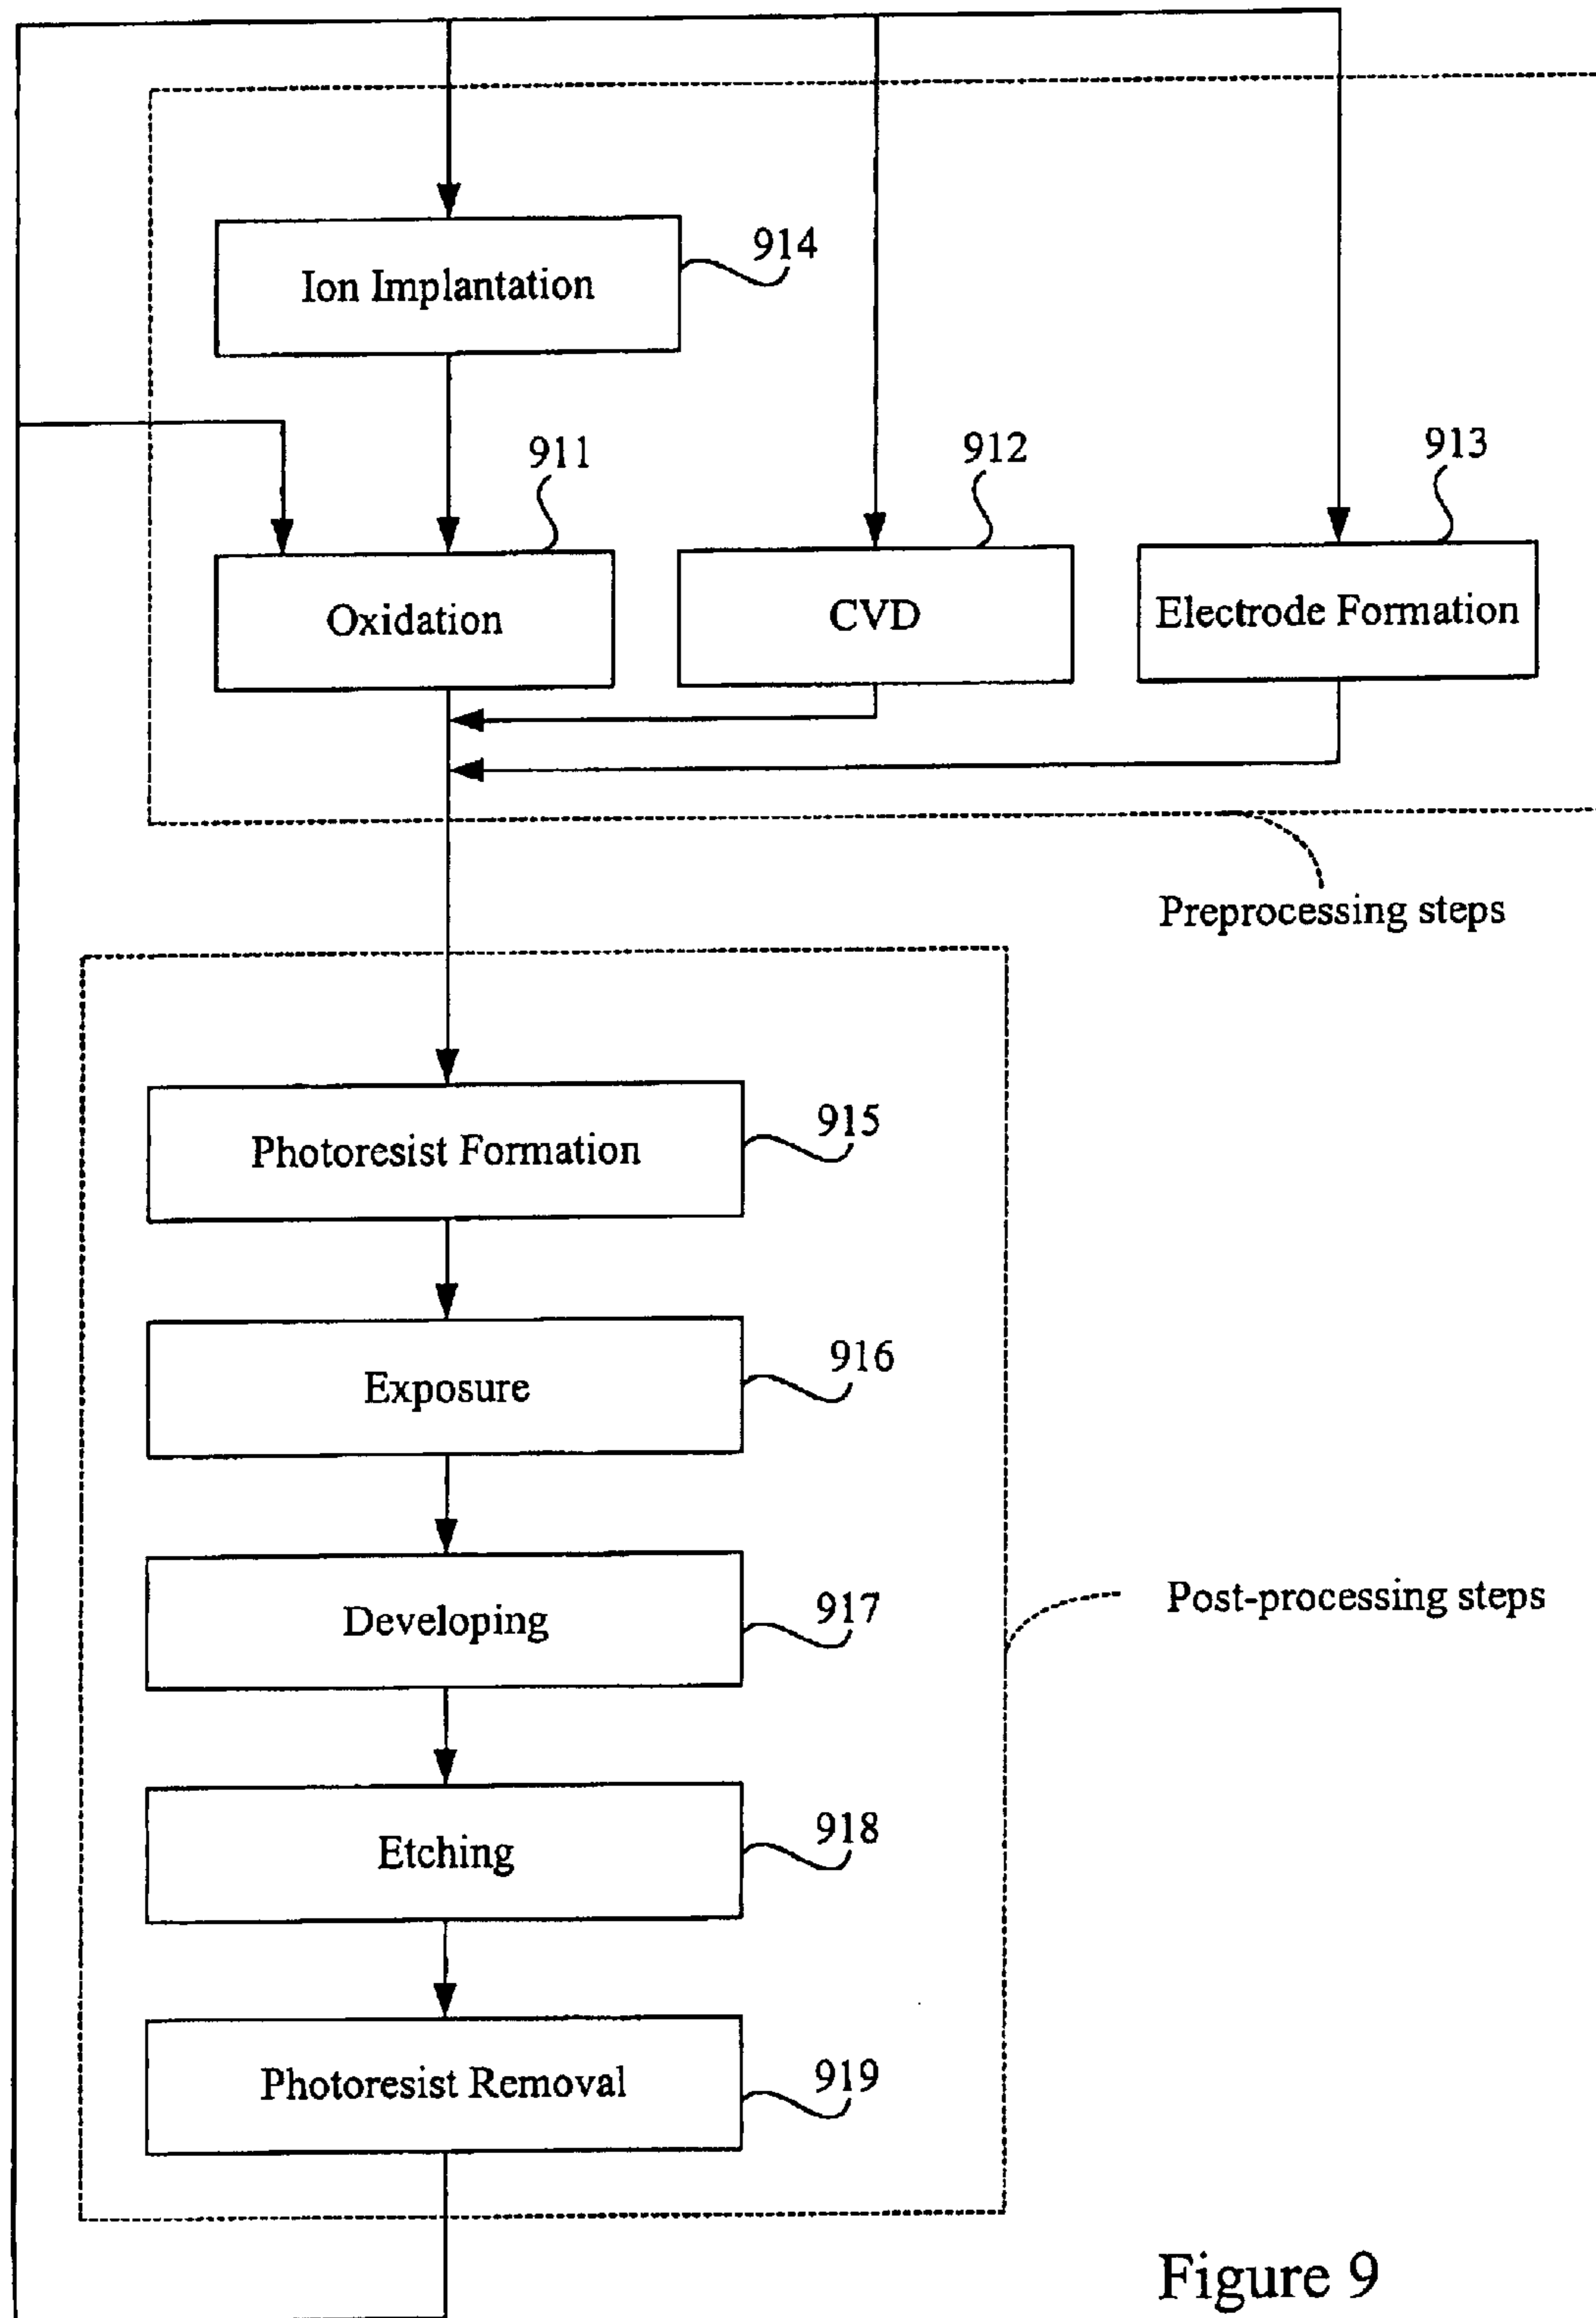 914
Ion Implantation
911
912
913
Oxidation
CVD
Electrode Formation
Preprocessing steps
Photoresist Formation
915
Exposure
916
Developing
917
Post-processing steps
Etching
918
Photoresist Removal
919
Figure 9